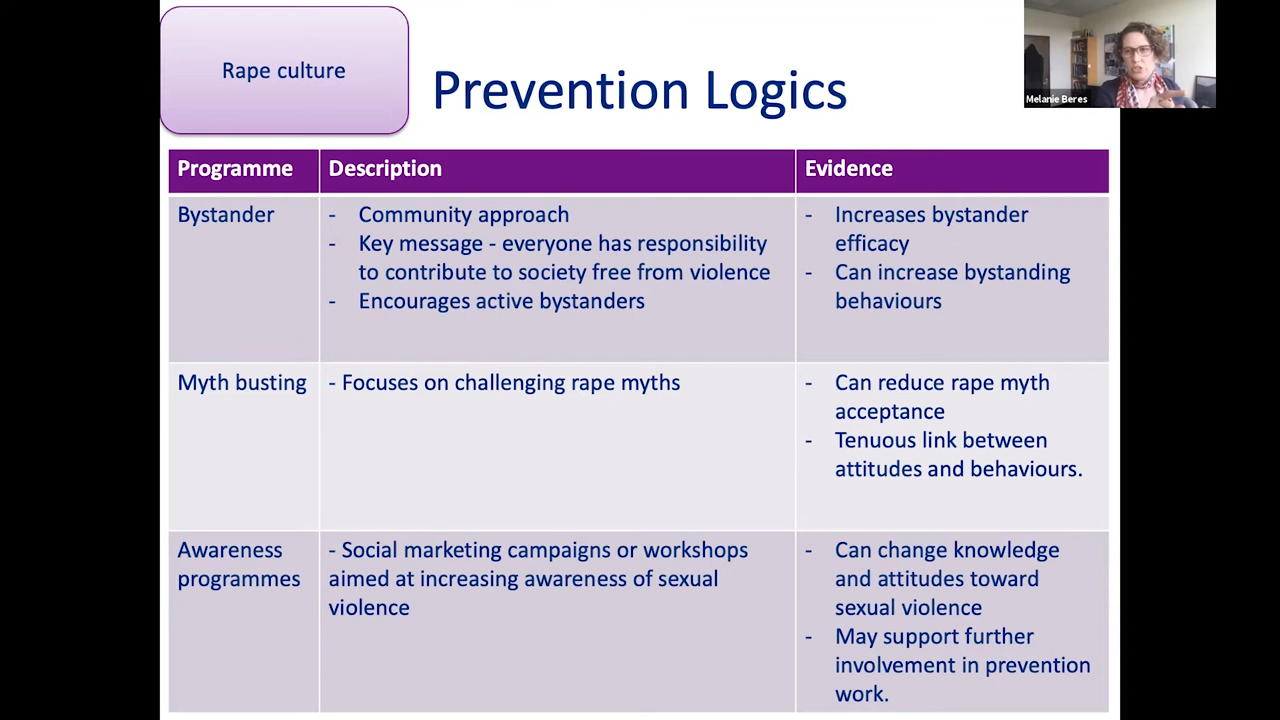 Rape culture
Prevention Logics
Melanie Beres
Programme
Description
Evidence
Bystander
- Community approach
- Key message - everyone has responsibility
to contribute to society free from violence
- Encourages active bystanders
- Increases bystander
efficacy
- Can increase bystanding
behaviours
Myth busting
- Focuses on challenging rape myths
- Can reduce rape myth
acceptance
- Tenuous link between
attitudes and behaviours.
Awareness
programmes
- Social marketing campaigns or workshops
aimed at increasing awareness of sexual
violence
- Can change knowledge
and attitudes toward
sexual violence
- May support further
involvement in prevention
work.